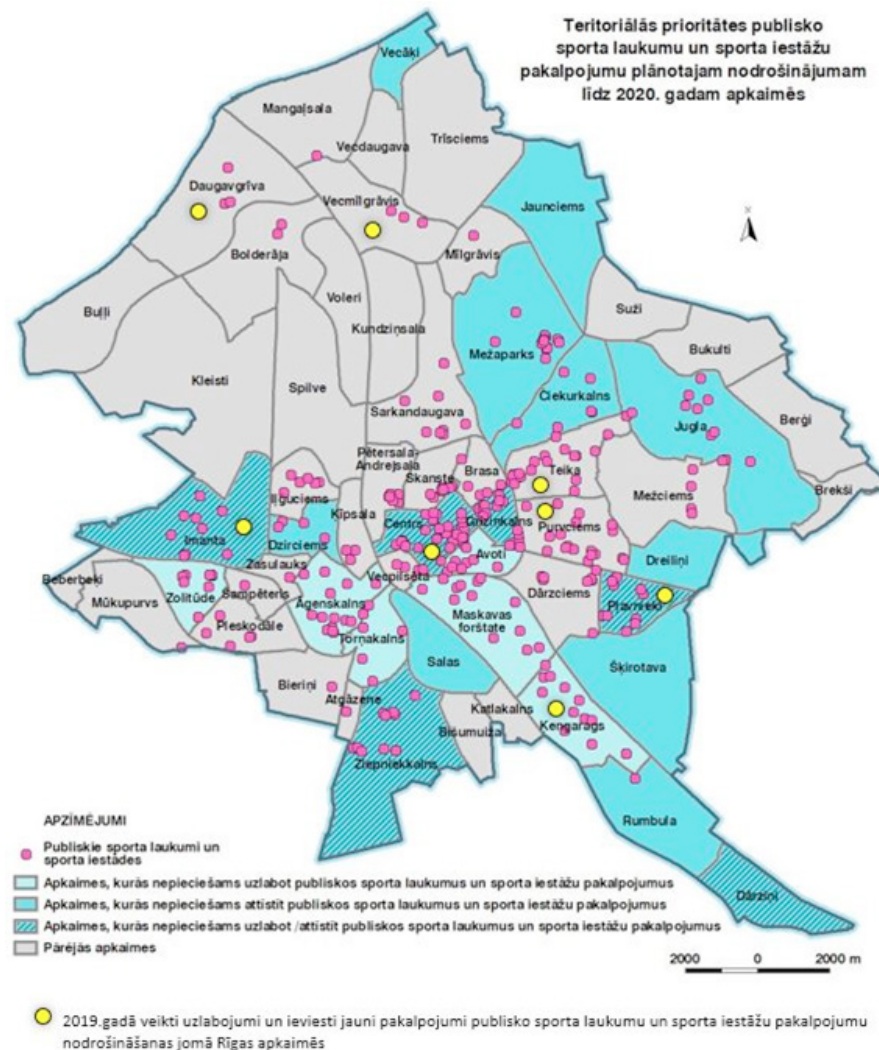 Teritoriālās prioritātes publisko
sporta laukumu un sporta iestāžu
pakalpojumu plānotajam nodrošinājumam
līdz 2020. gadam apkaimēs
Vecāķi
Mangaļsala
Vecdaugava
Trīsciems
Daugavgrīva
Vecmīlgrāvis
Jaunciems
Bolderāja
Mīlgrāvis
Voleri
Buļļi
Kundziņsala
Suži
Mežaparks
Bukulti
Kleisti
Spilve
Čiekurkalns
Sarkandaugava
Jugla
Berģi
Pētersala-
Andrejsala
Skanste
Brasa
Teika
Iļģuciems
Mežciems
Brekši
Ķīpsala
Centrs
Grīziņkalns
Purvciems
Imanta
Dzirciems
Avoti
Dreiliņi
Zasulauks
Vecpilsēta
Beberbeķi
Zolitūde
Šampēteris
Dārzciems
Pļavnieki
Mūkupurvs
Āgenskalns
Maskavas
forštate
Pleskodāle
Torņakalns
Salas
Šķirotava
Bieriņi
Atgāzene
Katlakalns
Ķengarags
Bišumuiža
Ziepniekkalns
Rumbula
Dārziņi
APZĪMĒJUMI
Publiskie sporta laukumi un
sporta iestādes
Apkaimes, kurās nepieciešams uzlabot publiskos sporta laukumus un sporta iestāžu pakalpojumus
Apkaimes, kurās nepieciešams attīstīt publiskos sporta laukumus un sporta iestāžu pakalpojumus
Apkaimes, kurās nepieciešams uzlabot /attīstīt publiskos sporta laukumus un sporta iestāžu pakalpojumus
Pārējās apkaimes
2000 0 2000 m
2019.gadā veikti uzlabojumi un ieviesti jauni pakalpojumi publisko sporta laukumu un sporta iestāžu pakalpojumu
nodrošināšanas jomā Rīgas apkaimēs